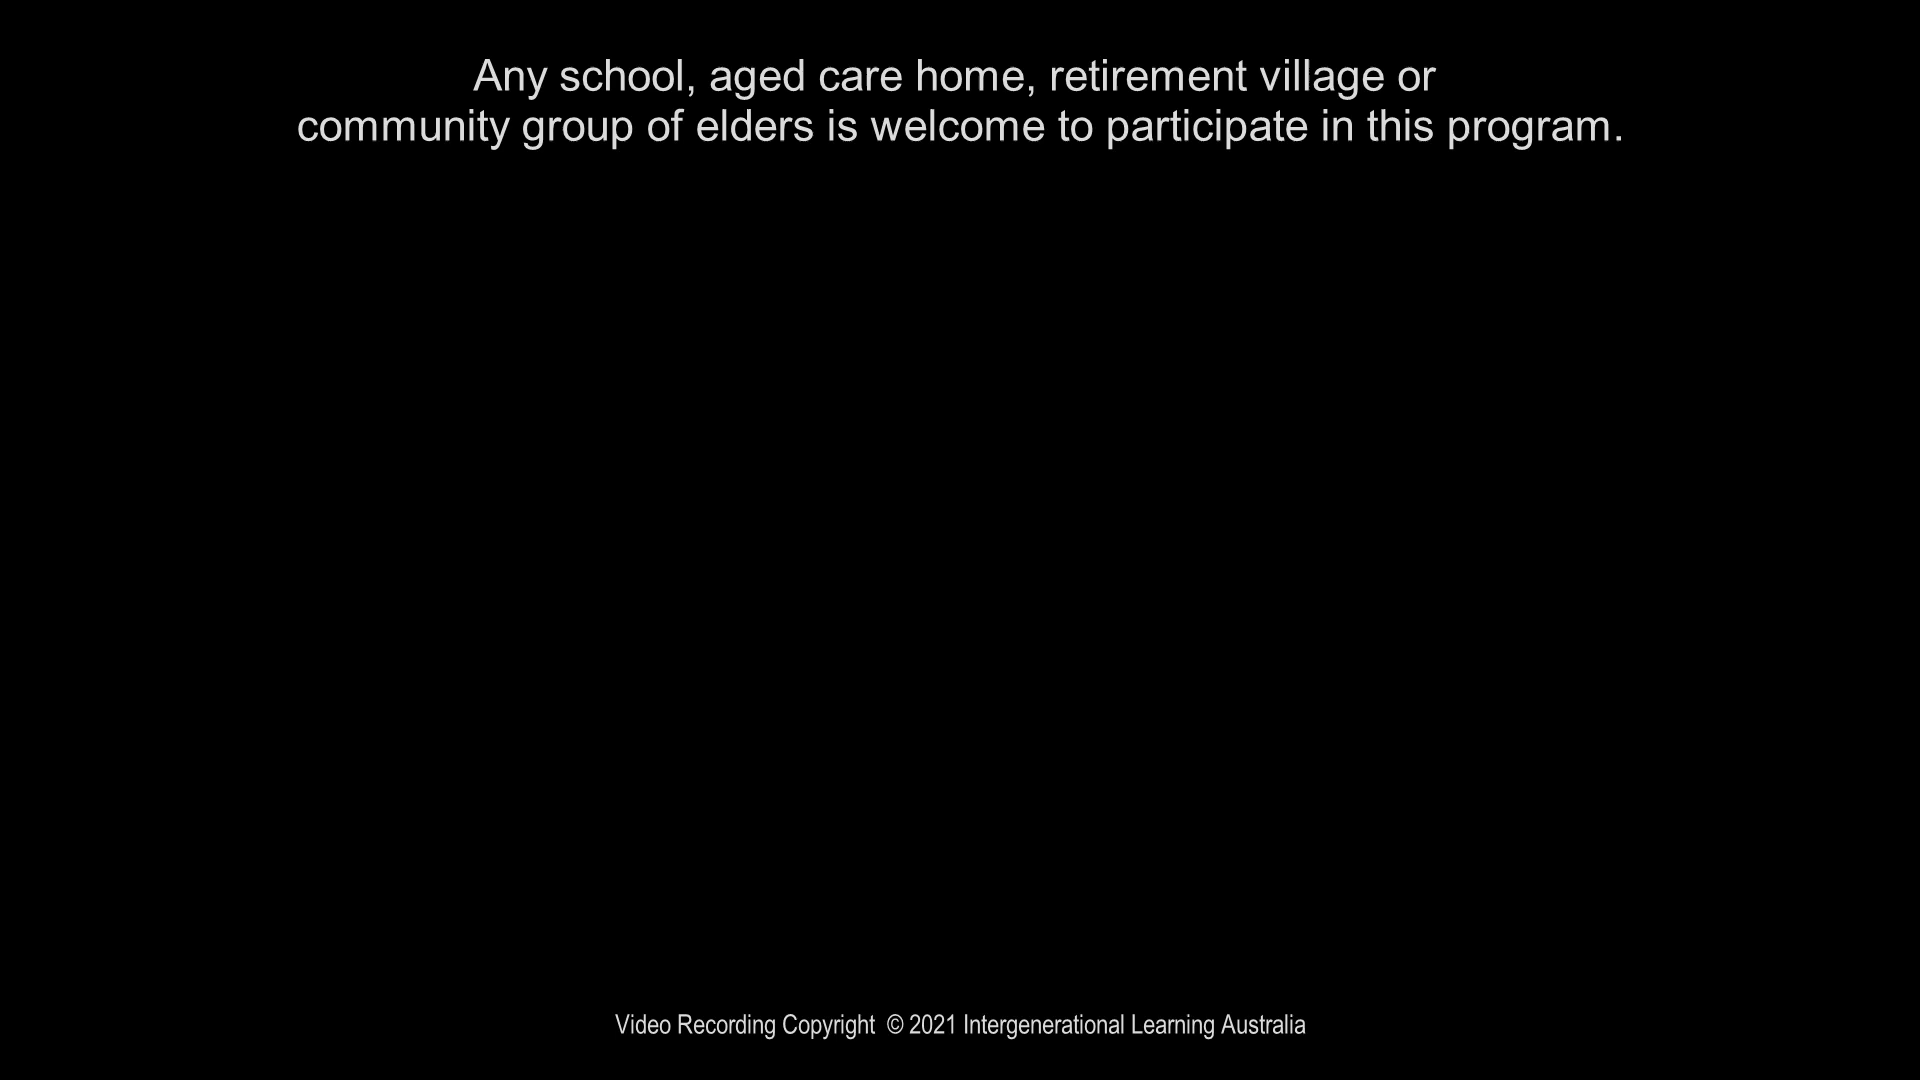 Any school, aged care home, retirement village or
community group of elders is welcome to participate in this program.
Video Recording Copyright © 2021 Intergenerational Learning Australia